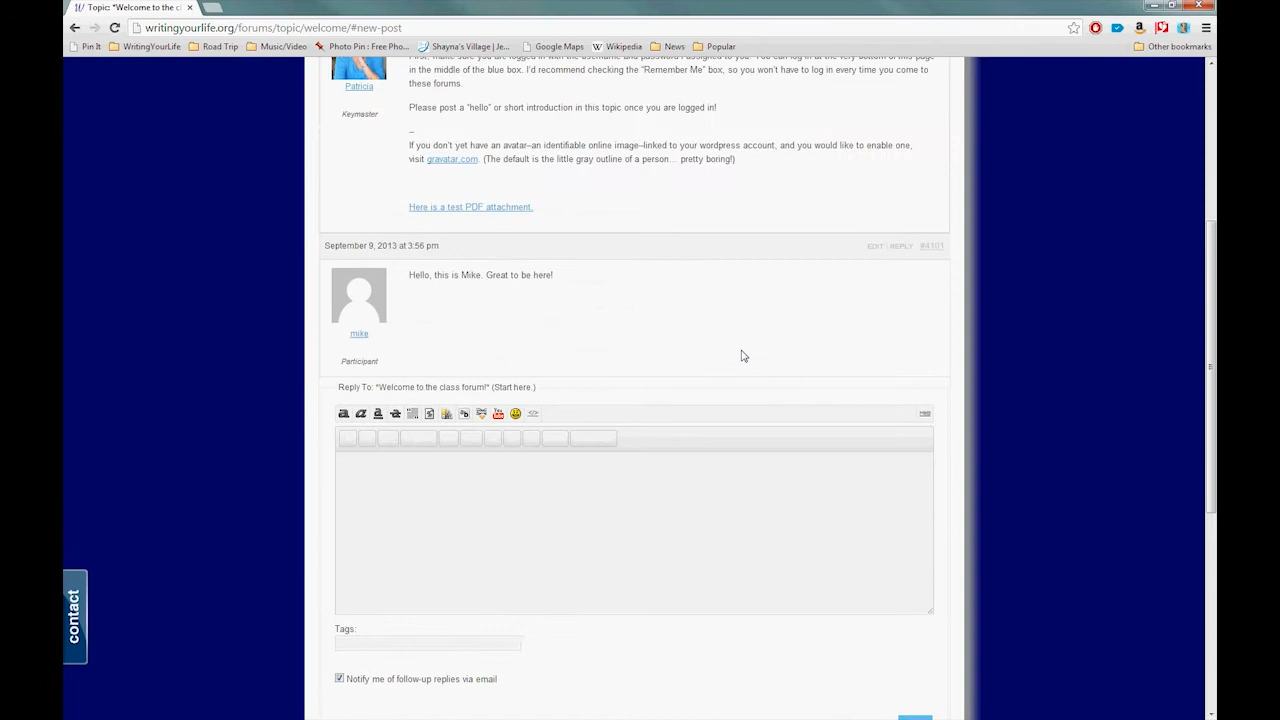 Topic: *Welcome to the cl
writingyourlife.org/forums/topic/welcome/#new-post
Pin It WritingYourLife Road Trip Music/Video Photo Pin : Free Pho... Shayna's Village | Je... Google Maps Wikipedia News Popular Other bookmarks
in the middle of the blue box. I'd recommend checking the "Remember Me" box, so you won't have to log in every time you come
these forums.
Patricia
Keymaster
Please post a "hello" or short introduction in this topic once you are logged in!
–
If you don't yet have an avatar–an identifiable online image–linked to your wordpress account, and you would like to enable one,
visit gravatar.com. (The default is the little gray outline of a person… pretty boring!)
Here is a test PDF attachment.
September 9, 2013 at 3:56 pm EDIT | REPLY #4101
Hello, this is Mike. Great to be here!
mike
Participant
Reply To: *Welcome to the class forum!* (Start here.)
Tags:
Notify me of follow-up replies via email
contact